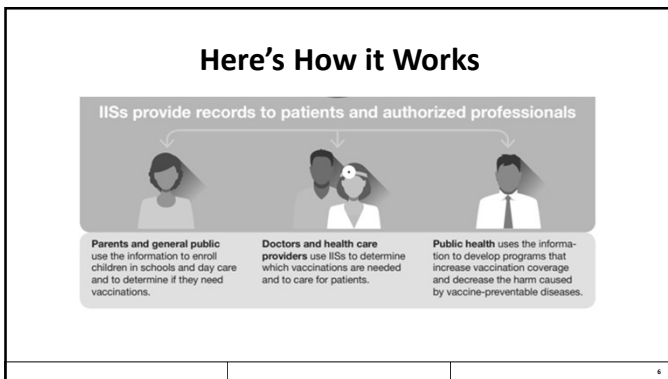 Here’s How it Works
IISs provide records to patients and authorized professionals
Parents and general public
use the information to enroll
children in schools and day care
and to determine if they need
vaccinations.
Doctors and health care
providers use IISs to determine
which vaccinations are needed
and to care for patients.
Public health uses the informa-
tion to develop programs that
increase vaccination coverage
and decrease the harm caused
by vaccine-preventable diseases.
6